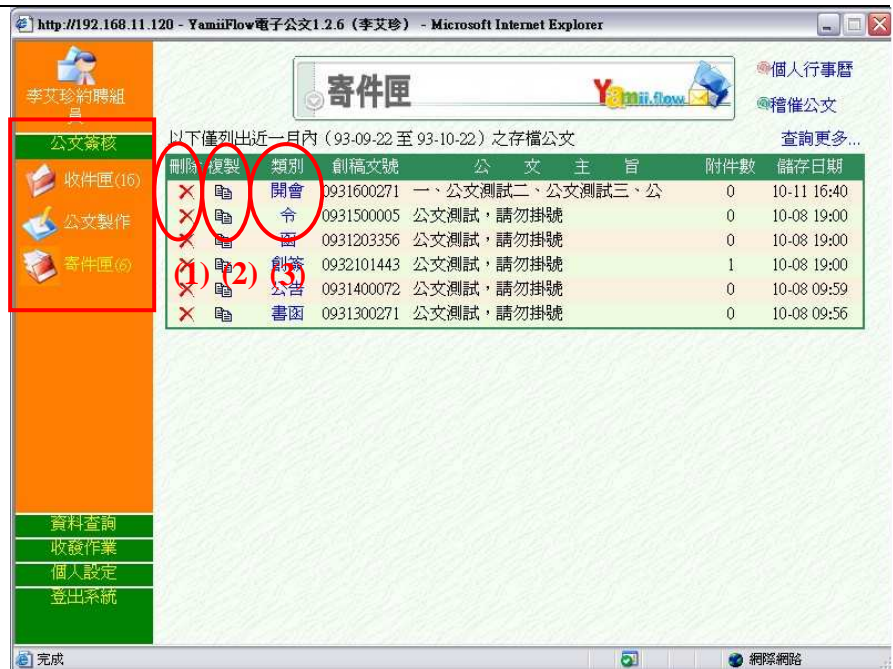 http://192.168.11.120 - YamiiFlow電子公文1.2.6 (李艾珍) - Microsoft Internet Explorer
李艾珍約聘組員
公文簽核
收件匣(16)
公文製作
寄件匣(6)
資料查詢
收發作業
個人設定
登出系統
寄件匣
Yamii.flow
個人行事曆
稽催公文
以下僅列出近一月內（93-09-22 至 93-10-22）之存檔公文 查詢更多...
刪除 複製 類別 創稿文號 公 文 主 旨 附件數 儲存日期
開會 0931600271 一、公文測試二、公文測試三、公 0 10-11 16:40
令 0931500005 公文測試，請勿掛號 0 10-08 19:00
函 0931203356 公文測試，請勿掛號 0 10-08 19:00
創簽 0932101443 公文測試，請勿掛號 1 10-08 19:00
公告 0931400072 公文測試，請勿掛號 0 10-08 09:59
書函 0931300271 公文測試，請勿掛號 0 10-08 09:56
(1) (2) (3)
完成 網際網路